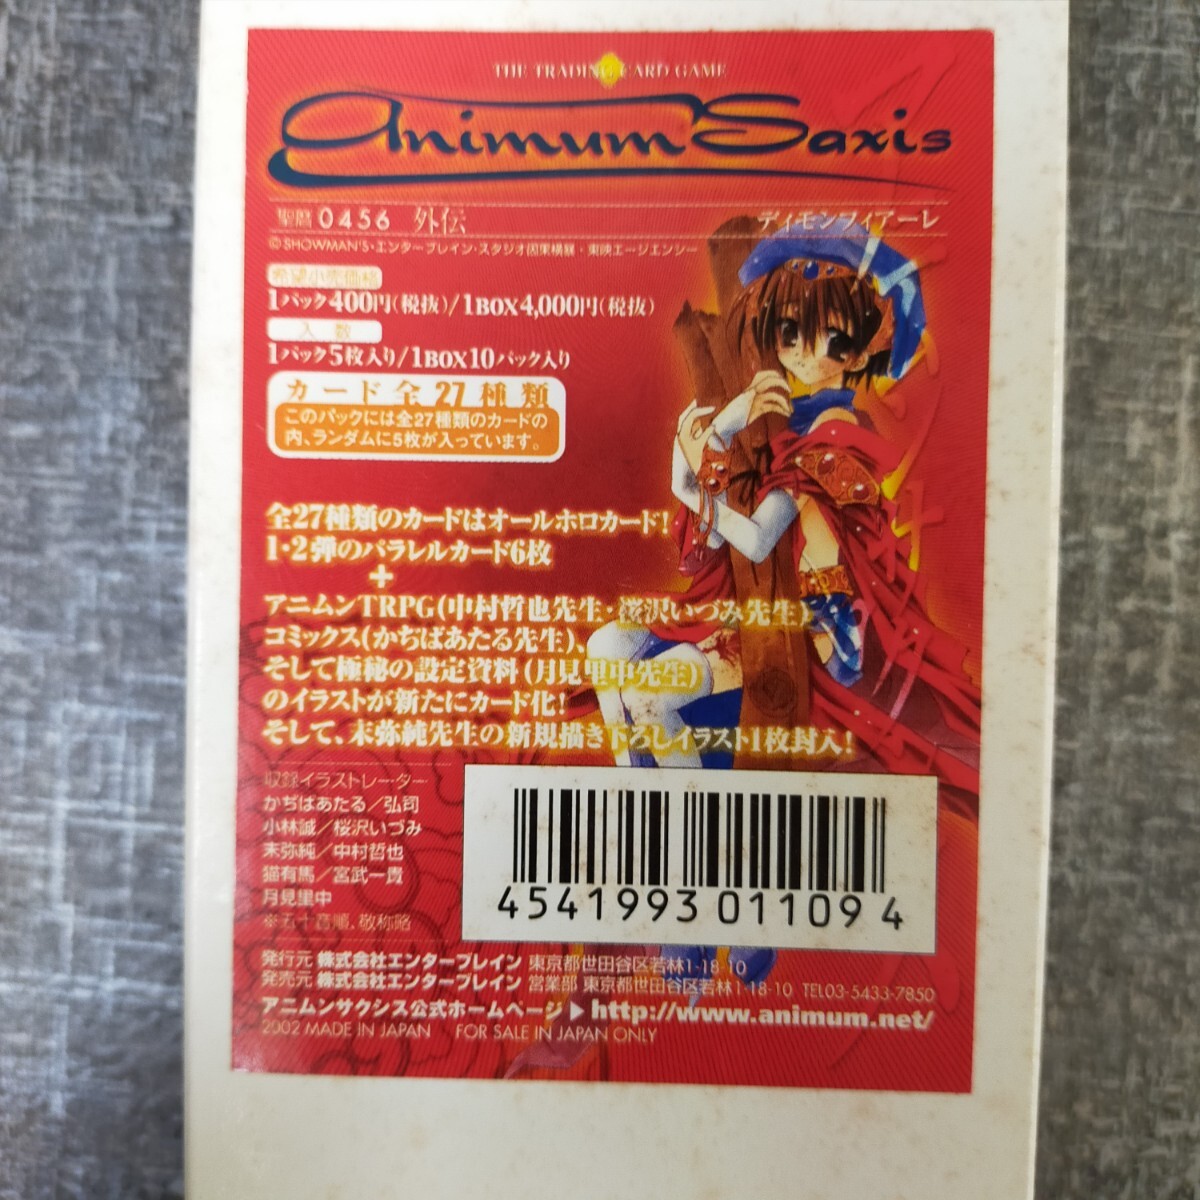 THE TRADING CARD GAME
Animum Saxis
聖暦0456 外伝 ディモンフィアーレ
©SHOWMAN'S・エンターブレイン・スタジオ因果横暴・東映エージエンシー
希望小売価格
1パック400円(税抜)/1BOX4,000円(税抜)
入数
1パック5枚入り/1BOX10パック入り
カード全27種類
このパックには全27種類のカードの
内、ランダムに5枚が入っています。
全27種類のカードはオールホロカード!
1・2弾のパラレルカード6枚
+
アニムンTRPG(中村哲也先生・桜沢いづみ先生)
コミックス(かぢばあたる先生)、
そして極秘の設定資料(月見里中先生)
のイラストが新たにカード化!
そして、末弥純先生の新規描き下ろしイラスト1枚封入!
収録イラストレーター
かぢばあたる/弘司
小林誠/桜沢いづみ
末弥純/中村哲也
猫有馬/宮武一貴
月見里中
※五十音順、敬称略
4541993011094
発行元 株式会社エンターブレイン 東京都世田谷区若林1-18-10
発売元 株式会社エンターブレイン 営業部 東京都世田谷区若林1-18-10 TEL03-5433-7850
アニムンサクシス公式ホームページ▶http://www.animum.net/
2002 MADE IN JAPAN FOR SALE IN JAPAN ONLY